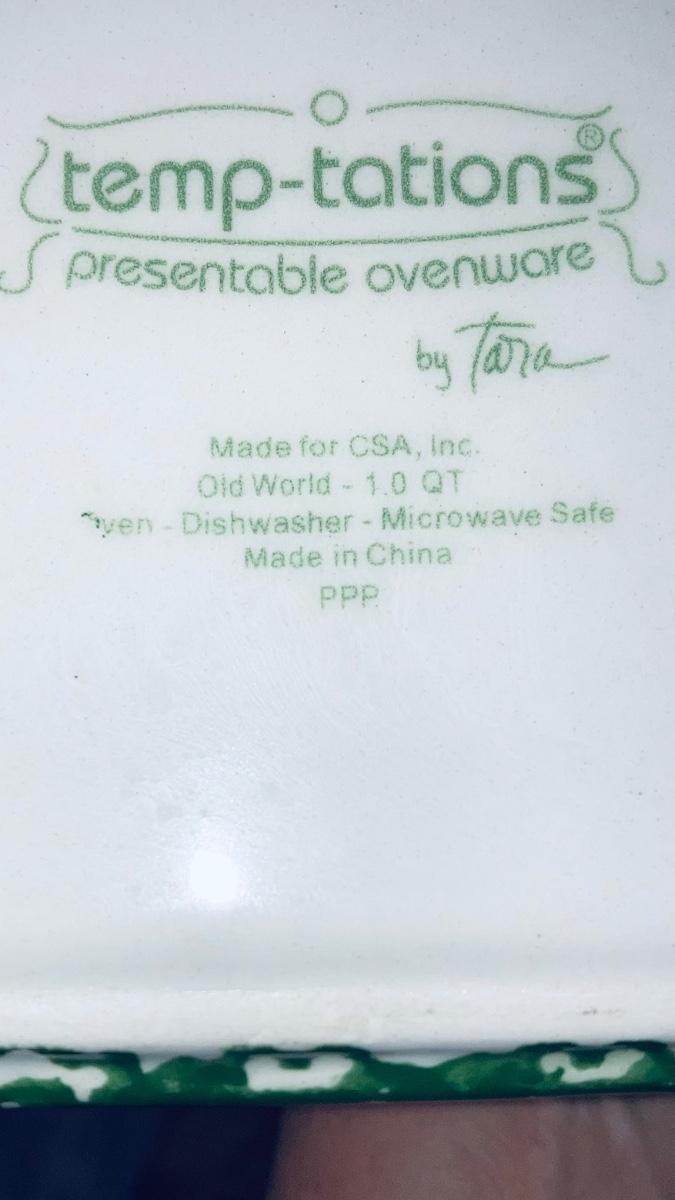 temp-tations®
presentable ovenware
by Tara
Made for CSA, Inc.
Old World - 1.0 QT
Oven - Dishwasher - Microwave Safe
Made in China
PPP